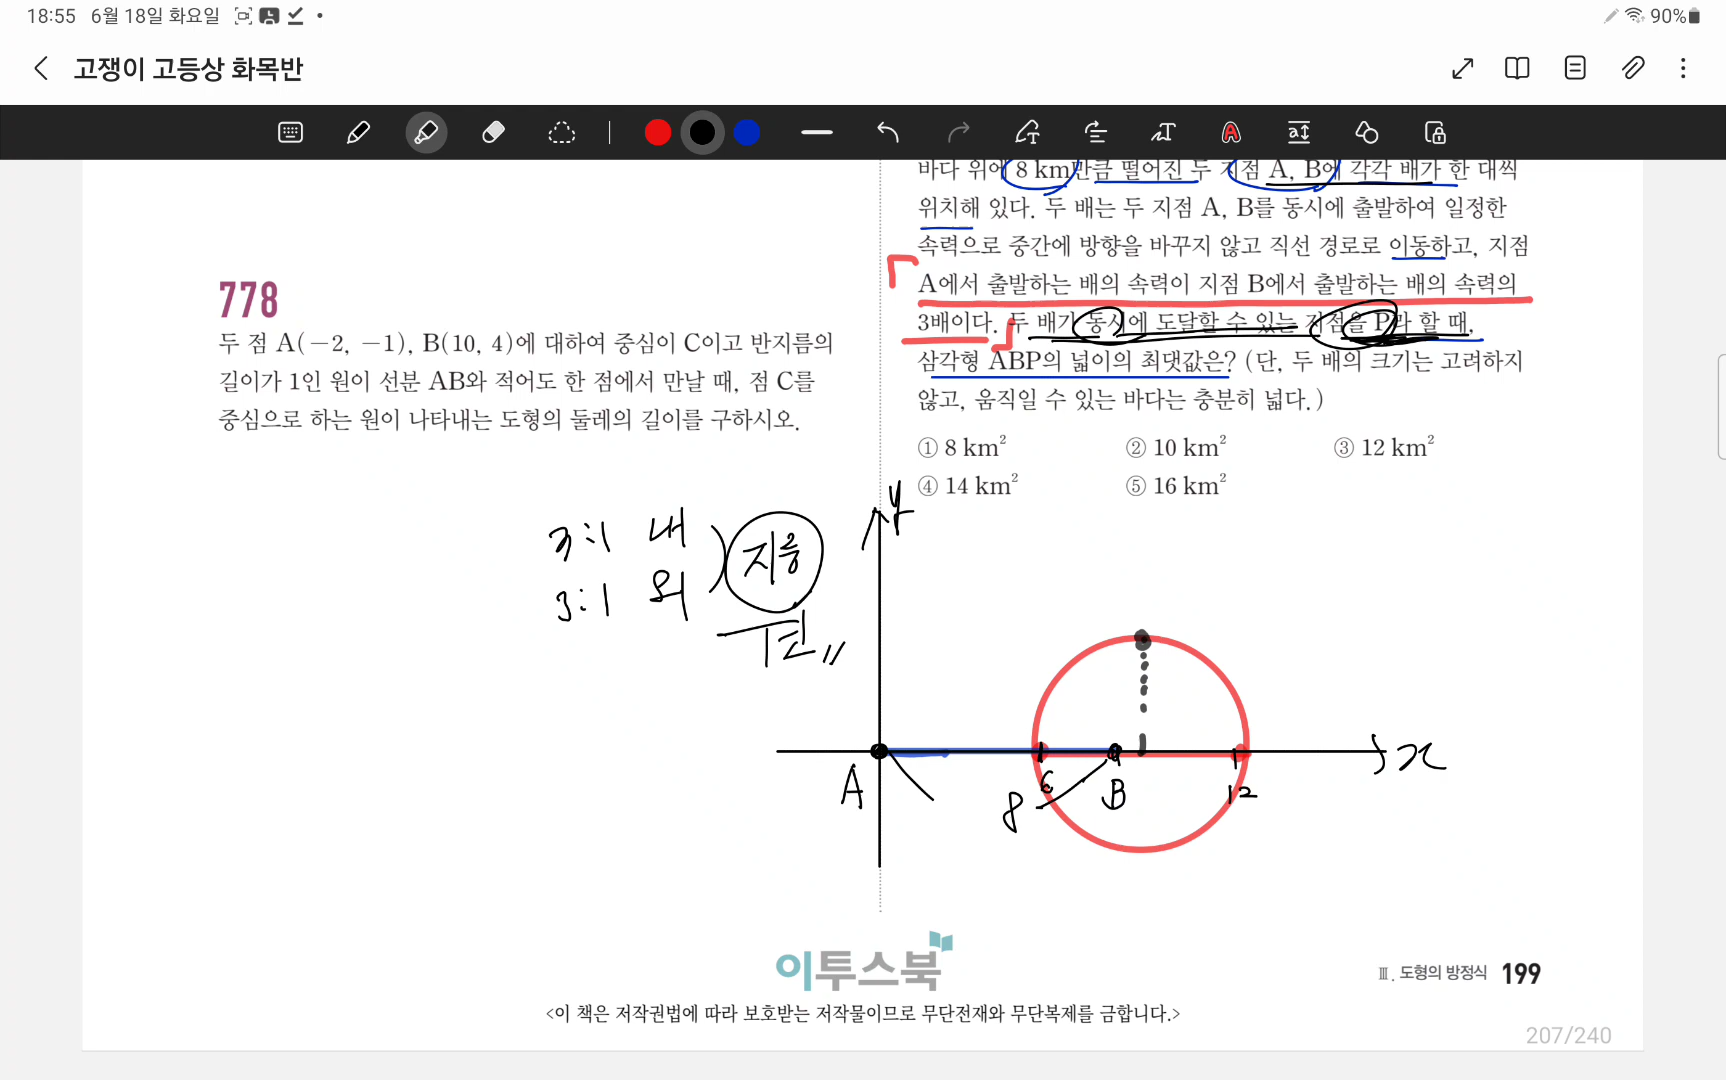 18:55 6월 18일 화요일
90%
고쟁이 고등상 화목반
778
두 점 A(−2, −1), B(10, 4)에 대하여 중심이 C이고 반지름의
길이가 1인 원이 선분 AB와 적어도 한 점에서 만날 때, 점 C를
중심으로 하는 원이 나타내는 도형의 둘레의 길이를 구하시오.
바다 위에 8 km만큼 떨어진 두 지점 A, B에 각각 배가 한 대씩
위치해 있다. 두 배는 두 지점 A, B를 동시에 출발하여 일정한
속력으로 중간에 방향을 바꾸지 않고 직선 경로로 이동하고, 지점
A에서 출발하는 배의 속력이 지점 B에서 출발하는 배의 속력의
3배이다. 두 배가 동시에 도달할 수 있는 지점을 P라 할 때,
삼각형 ABP의 넓이의 최댓값은? (단, 두 배의 크기는 고려하지
않고, 움직일 수 있는 바다는 충분히 넓다.)
① 8 km² ② 10 km² ③ 12 km²
④ 14 km² ⑤ 16 km²
3:1 내
3:1 외
지름
y
x
A
6
8
B
12
이투스북
Ⅲ. 도형의 방정식 199
<이 책은 저작권법에 따라 보호받는 저작물이므로 무단전재와 무단복제를 금합니다.>
207/240